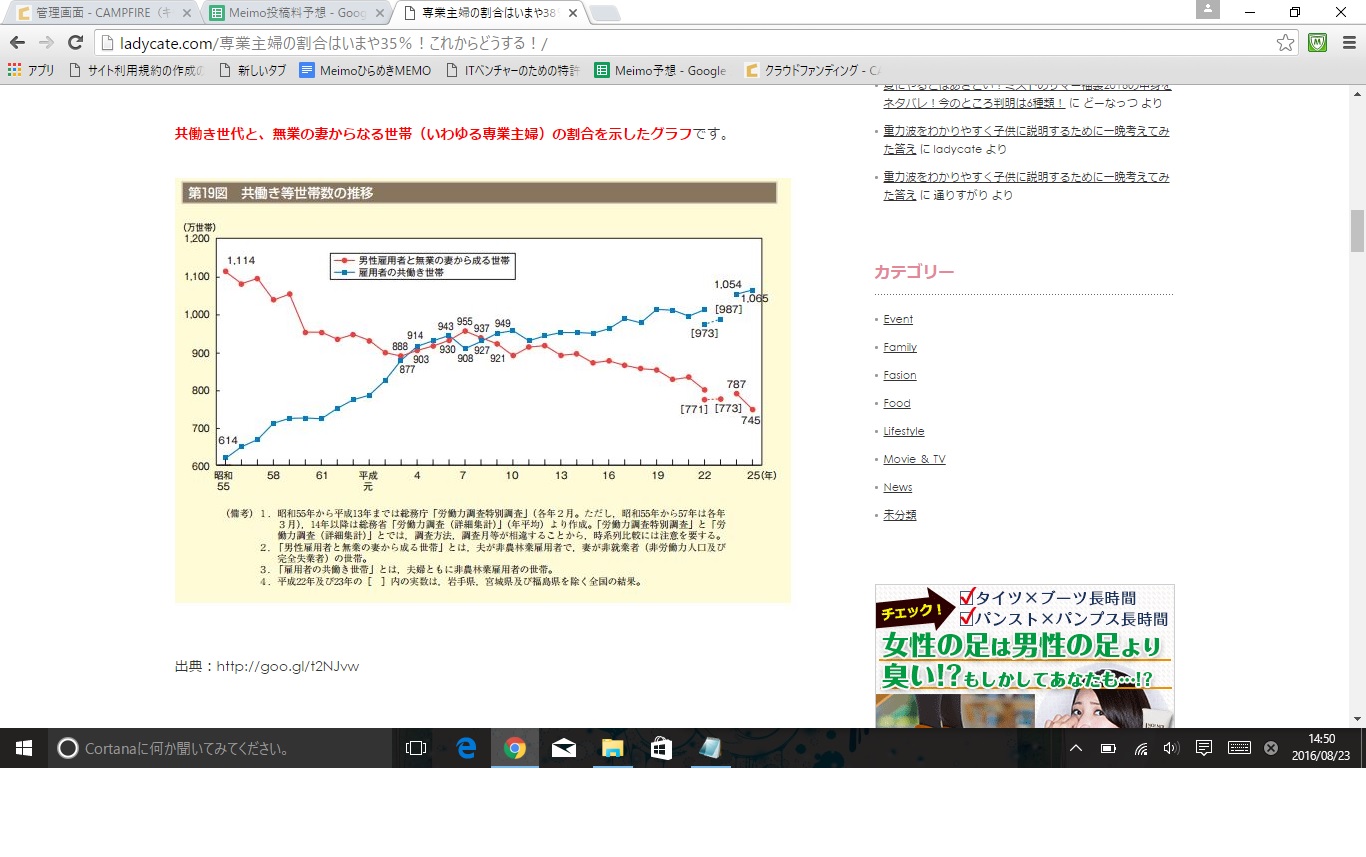 管理画面 - CAMPFIRE（キ
Meimo投稿料予想 - Goog
専業主婦の割合はいまや38
ladycate.com/専業主婦の割合はいまや35%！これからどうする！/
アプリ サイト利用規約の作成の 新しいタブ MeimoひらめきMEMO ITベンチャーのための特許 Meimo予想 - Google クラウドファンディング - CA
共働き世代と、無業の妻からなる世帯（いわゆる専業主婦）の割合を示したグラフです。
第19図　共働き等世帯数の推移
(万世帯)
1,200
1,100
1,000
900
800
700
600
男性雇用者と無業の妻から成る世帯
雇用者の共働き世帯
1,114
614
888
877
914
903
943
930
955
908
937
927
949
921
[973]
[987]
1,054
1,065
[771]
[773]
787
745
昭和55 58 61 平成元 4 7 10 13 16 19 22 25(年)
（備考）1．昭和55年から平成13年までは総務庁「労働力調査特別調査」（各年2月。ただし，昭和55年から57年は各年
3月），14年以降は総務省「労働力調査（詳細集計）」（年平均）より作成。「労働力調査特別調査」と「労
働力調査（詳細集計）」とでは，調査方法，調査月等が相違することから，時系列比較には注意を要する。
2．「男性雇用者と無業の妻から成る世帯」とは，夫が非農林業雇用者で，妻が非就業者（非労働力人口及び
完全失業者）の世帯。
3．「雇用者の共働き世帯」とは，夫婦ともに非農林業雇用者の世帯。
4．平成22年及び23年の［　］内の実数は，岩手県，宮城県及び福島県を除く全国の結果。
出典：http://goo.gl/t2NJvw
ネタバレ！今のところ判明は6種類！ に どーなっつ より
重力波をわかりやすく子供に説明するために一晩考えてみ
た答え に ladycate より
重力波をわかりやすく子供に説明するために一晩考えてみ
た答え に 通りすがり より
カテゴリー
Event
Family
Fasion
Food
Lifestyle
Movie & TV
News
未分類
チェック！
タイツ×ブーツ長時間
パンスト×パンプス長時間
女性の足は男性の足より
臭い!?もしかしてあなたも…!?
Cortanaに何か聞いてみてください。
14:50
2016/08/23